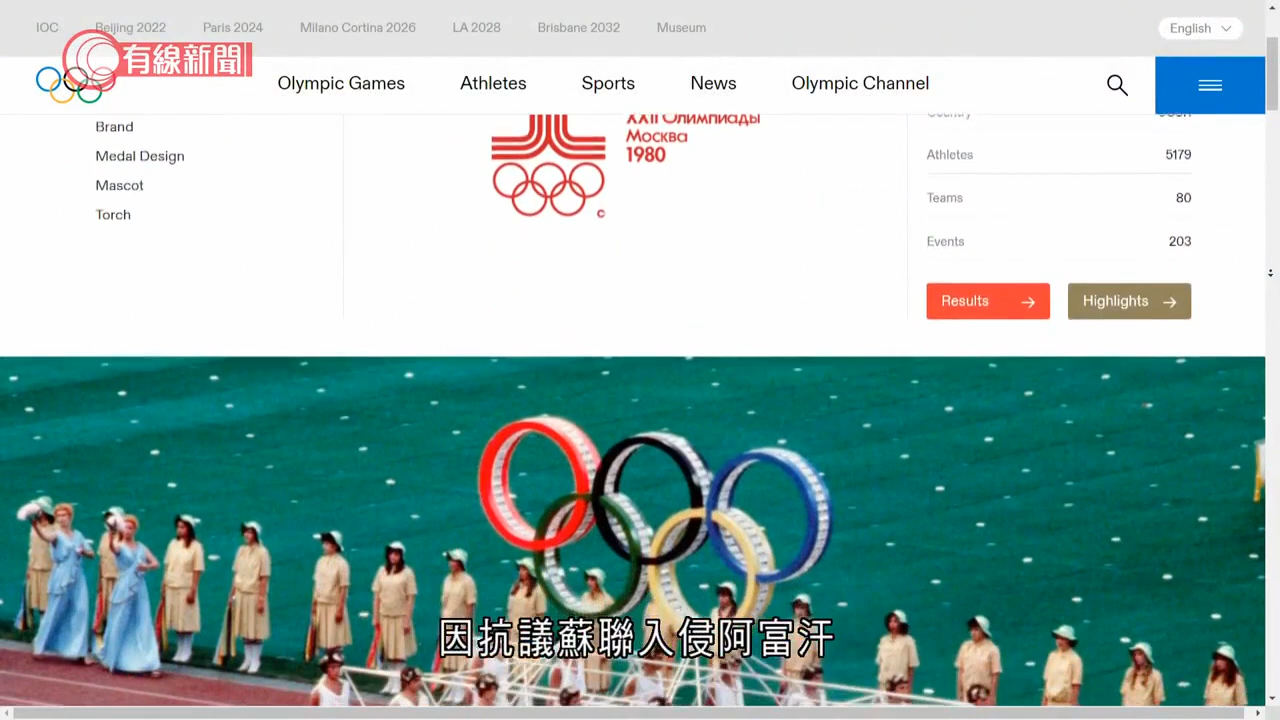 IOC Beijing 2022 Paris 2024 Milano Cortina 2026 LA 2028 Brisbane 2032 Museum English
有線新聞
Olympic Games Athletes Sports News Olympic Channel
Brand
Medal Design
Mascot
Torch
XXII Олимпиады
Москва
1980
©
Country
Athletes 5179
Teams 80
Events 203
Results → Highlights →
因抗議蘇聯入侵阿富汗